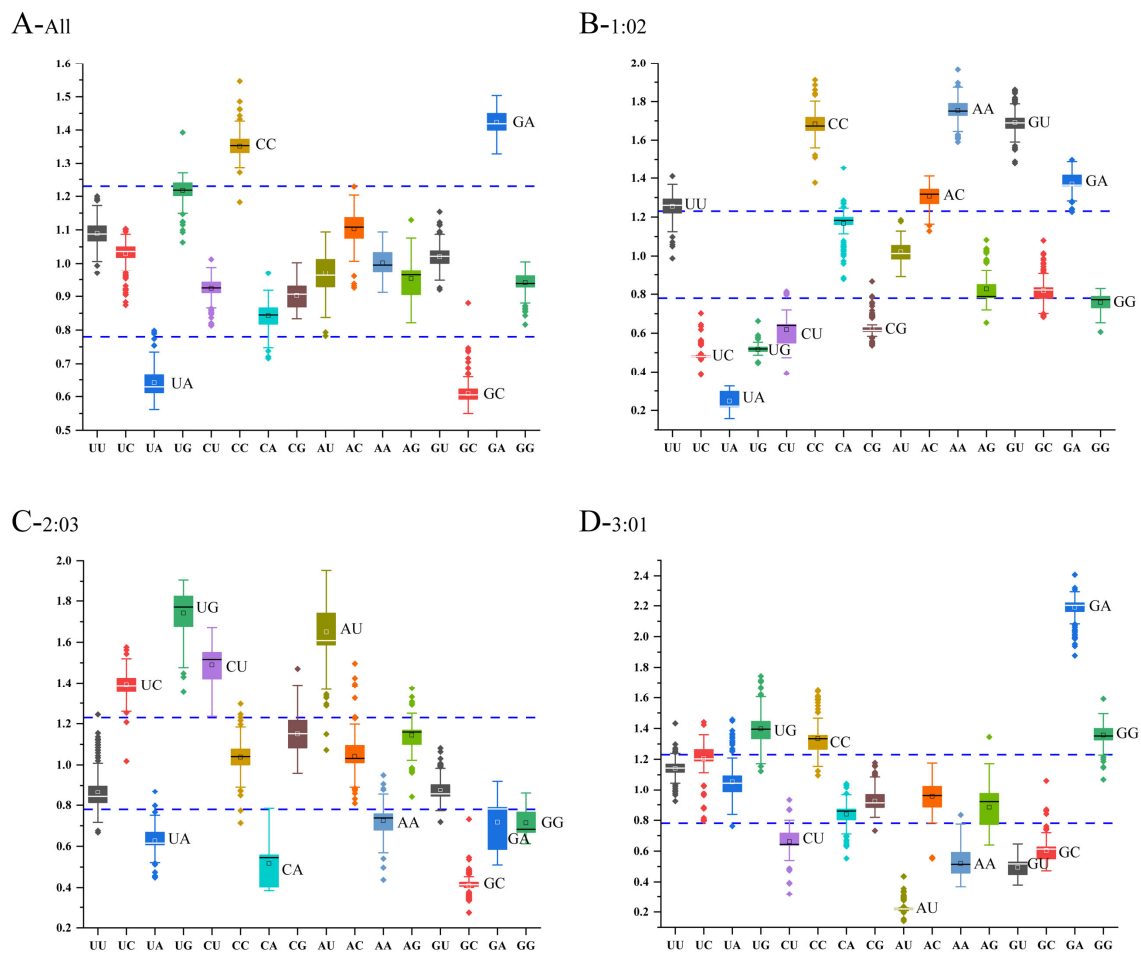 A-All
1.6
1.5
1.4
1.3
1.2
1.1
1.0
0.9
0.8
0.7
0.6
0.5
CC
GA
UA
GC
UU UC UA UG CU CC CA CG AU AC AA AG GU GC GA GG
B-1:02
2.0
1.8
1.6
1.4
1.2
1.0
0.8
0.6
0.4
0.2
AA
CC
GU
GA
AC
UU
GG
CU
CG
UG
UC
UA
UU UC UA UG CU CC CA CG AU AC AA AG GU GC GA GG
C-2:03
2.0
1.8
1.6
1.4
1.2
1.0
0.8
0.6
0.4
0.2
UG
AU
CU
UC
AA
GG
UA
GA
CA
GC
UU UC UA UG CU CC CA CG AU AC AA AG GU GC GA GG
D-3:01
2.4
2.2
2.0
1.8
1.6
1.4
1.2
1.0
0.8
0.6
0.4
0.2
GA
UG
GG
CC
CU
GC
AA
GU
AU
UU UC UA UG CU CC CA CG AU AC AA AG GU GC GA GG